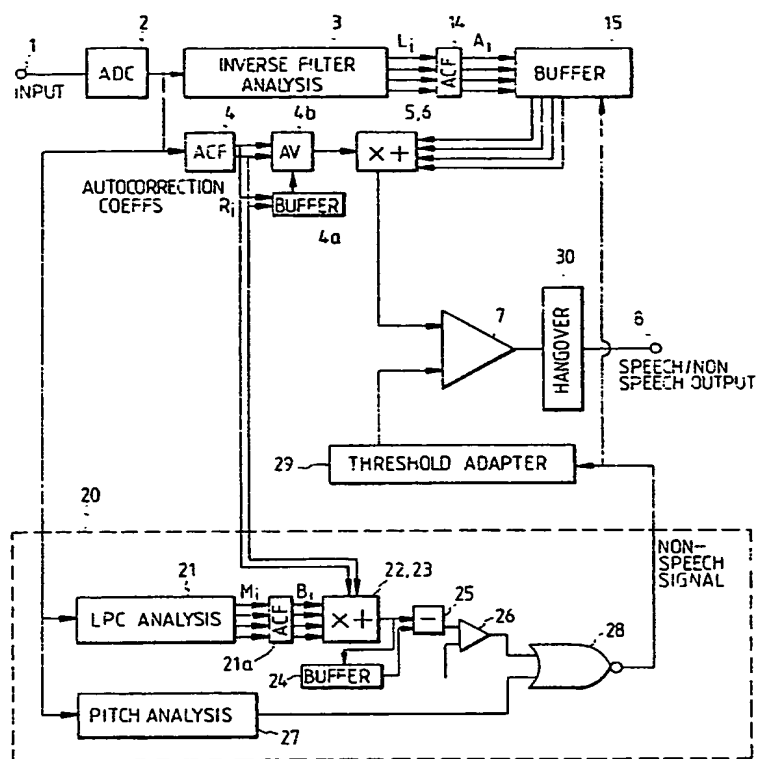 1
2
3
14
15
ADC
INVERSE FILTER
ANALYSIS
Li
ACF
Ai
BUFFER
INPUT
4
4b
5,6
ACF
AV
×+
AUTOCORRECTION
COEFFS
Ri
BUFFER
4a
30
7
HANGOVER
8
SPEECH/NON
SPEECH OUTPUT
29
THRESHOLD ADAPTER
20
NON-
SPEECH
SIGNAL
21
Mi
Bi
22,23
LPC ANALYSIS
ACF
×+
25
−
26
28
21a
24
BUFFER
PITCH ANALYSIS
27